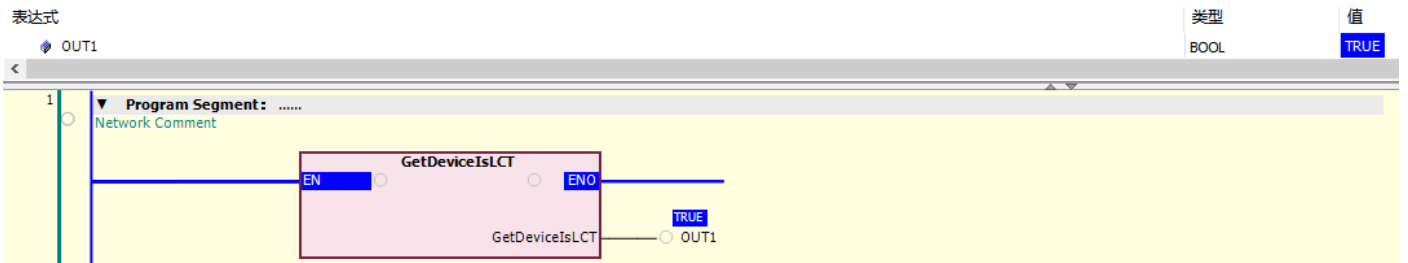 表达式 类型 值
OUT1 BOOL TRUE
1 ▼ Program Segment: ......
Network Comment
GetDeviceIsLCT
EN ENO
TRUE
GetDeviceIsLCT OUT1